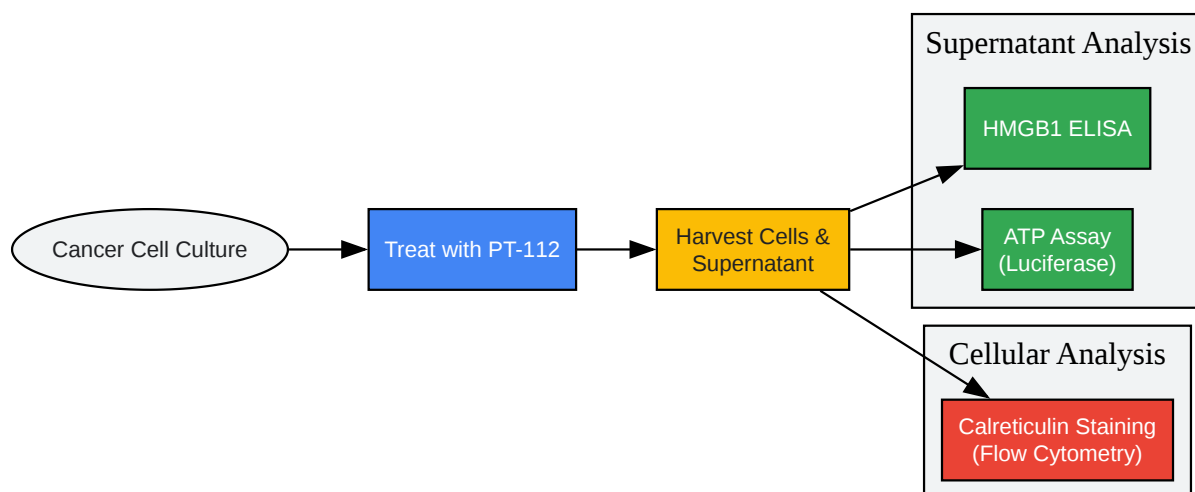 Supernatant Analysis
HMGB1 ELISA
Cancer Cell Culture
Treat with PT-112
Harvest Cells &
Supernatant
ATP Assay
(Luciferase)
Cellular Analysis
Calreticulin Staining
(Flow Cytometry)